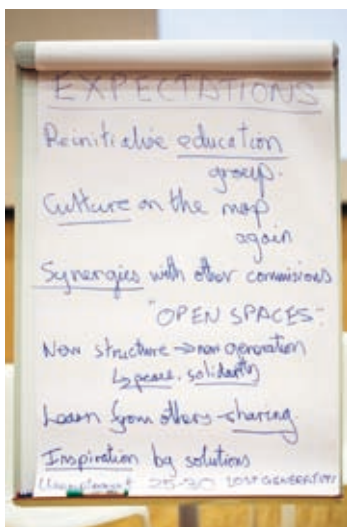 EXPECTATIONS
Reinitialise education
group.
Culture on the map
again
Synergies with other commissions
"OPEN SPACES".
New structure → new generation
↳ peace, solidarity
Learn from others - sharing.
Inspiration by solutions
25-30 LOST GENERATION